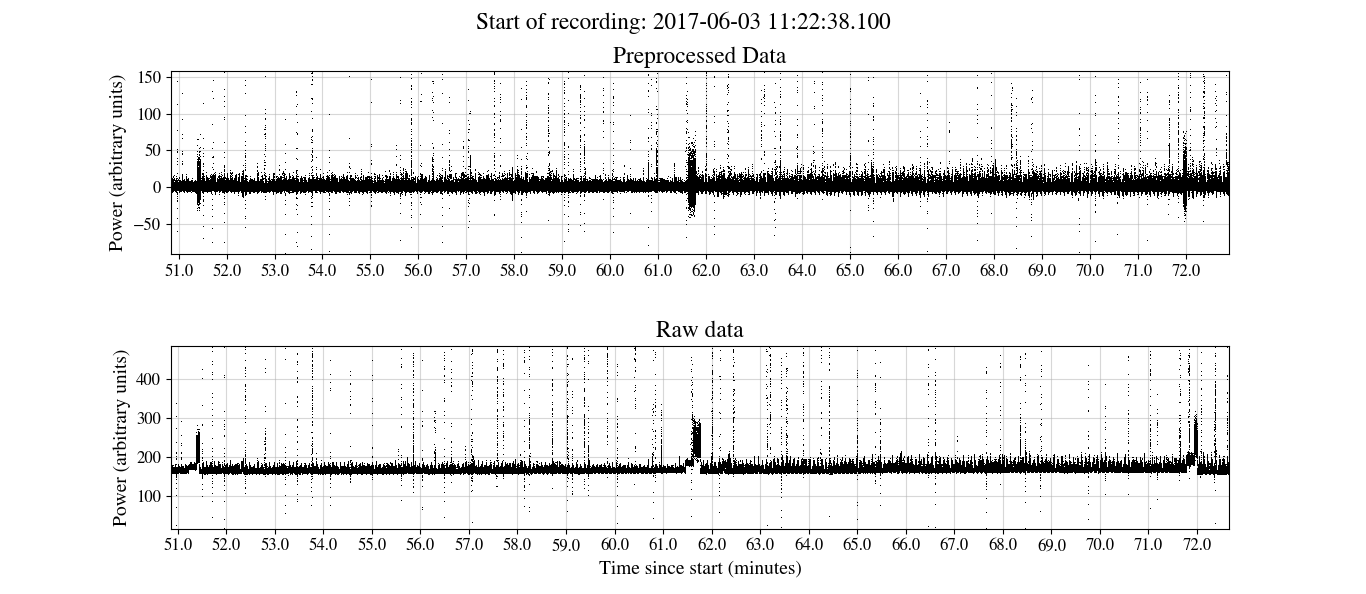 Start of recording: 2017-06-03 11:22:38.100
Preprocessed Data
Power (arbitrary units)
150
100
50
0
−50
51.0 52.0 53.0 54.0 55.0 56.0 57.0 58.0 59.0 60.0 61.0 62.0 63.0 64.0 65.0 66.0 67.0 68.0 69.0 70.0 71.0 72.0
Raw data
Power (arbitrary units)
400
300
200
100
51.0 52.0 53.0 54.0 55.0 56.0 57.0 58.0 59.0 60.0 61.0 62.0 63.0 64.0 65.0 66.0 67.0 68.0 69.0 70.0 71.0 72.0
Time since start (minutes)